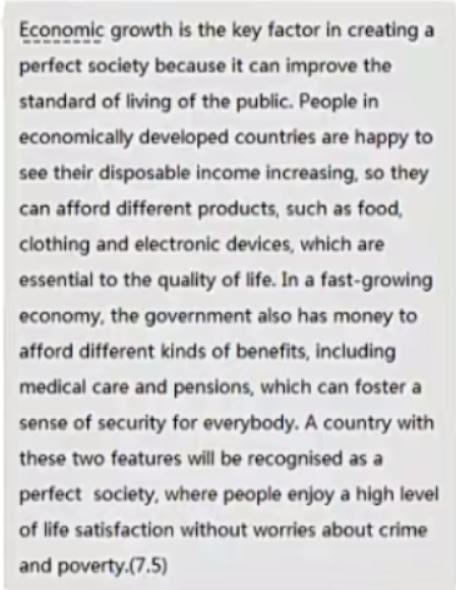 Economic growth is the key factor in creating a
perfect society because it can improve the
standard of living of the public. People in
economically developed countries are happy to
see their disposable income increasing, so they
can afford different products, such as food,
clothing and electronic devices, which are
essential to the quality of life. In a fast-growing
economy, the government also has money to
afford different kinds of benefits, including
medical care and pensions, which can foster a
sense of security for everybody. A country with
these two features will be recognised as a
perfect society, where people enjoy a high level
of life satisfaction without worries about crime
and poverty.(7.5)